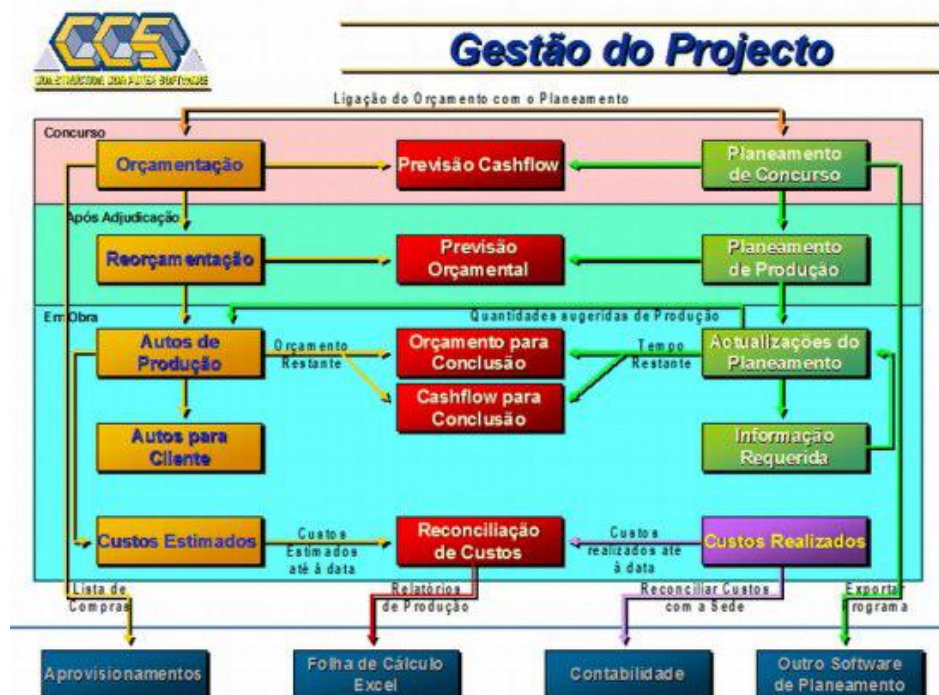 CCS
CONSTRUCTION COMPUTER SOFTWARE
Gestão do Projecto
Ligação do Orçamento com o Planeamento
Concurso
Orçamentação
Previsão Cashflow
Planeamento
de Concurso
Após Adjudicação
Reorçamentação
Previsão
Orçamental
Planeamento
de Produção
Em Obra
Quantidades sugeridas de Produção
Autos de
Produção
Orçamento
Restante
Orçamento para
Conclusão
Tempo
Restante
Actualizações do
Planeamento
Cashflow para
Conclusão
Autos para
Cliente
Informação
Requerida
Custos Estimados
Custos
Estimados
até à data
Reconciliação
de Custos
Custos
realizados até
à data
Custos Realizados
Lista de
Compras
Relatórios
de Produção
Reconciliar Custos
com a Sede
Exportar
Programa
Aprovisionamentos
Folha de Cálculo
Excel
Contabilidade
Outro Software
de Planeamento